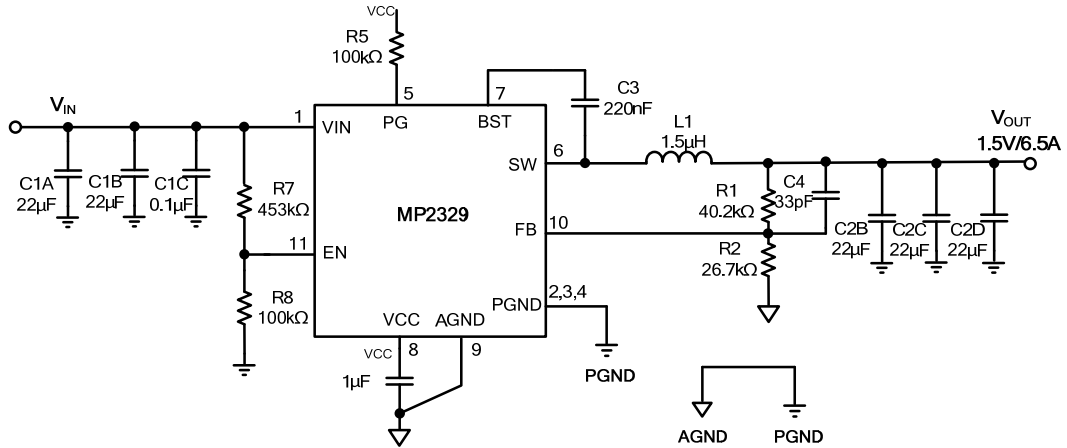 VCC
R5
100kΩ
5
PG
7
BST
C3
220nF
VIN
1
VIN
C1A
22µF
C1B
22µF
C1C
0.1µF
R7
453kΩ
11
EN
R8
100kΩ
MP2329
SW
6
L1
1.5µH
VOUT
1.5V/6.5A
R1
40.2kΩ
C4
33pF
FB
10
R2
26.7kΩ
C2B
22µF
C2C
22µF
C2D
22µF
PGND
2,3,4
PGND
VCC
AGND
VCC
8
9
1µF
AGND
PGND